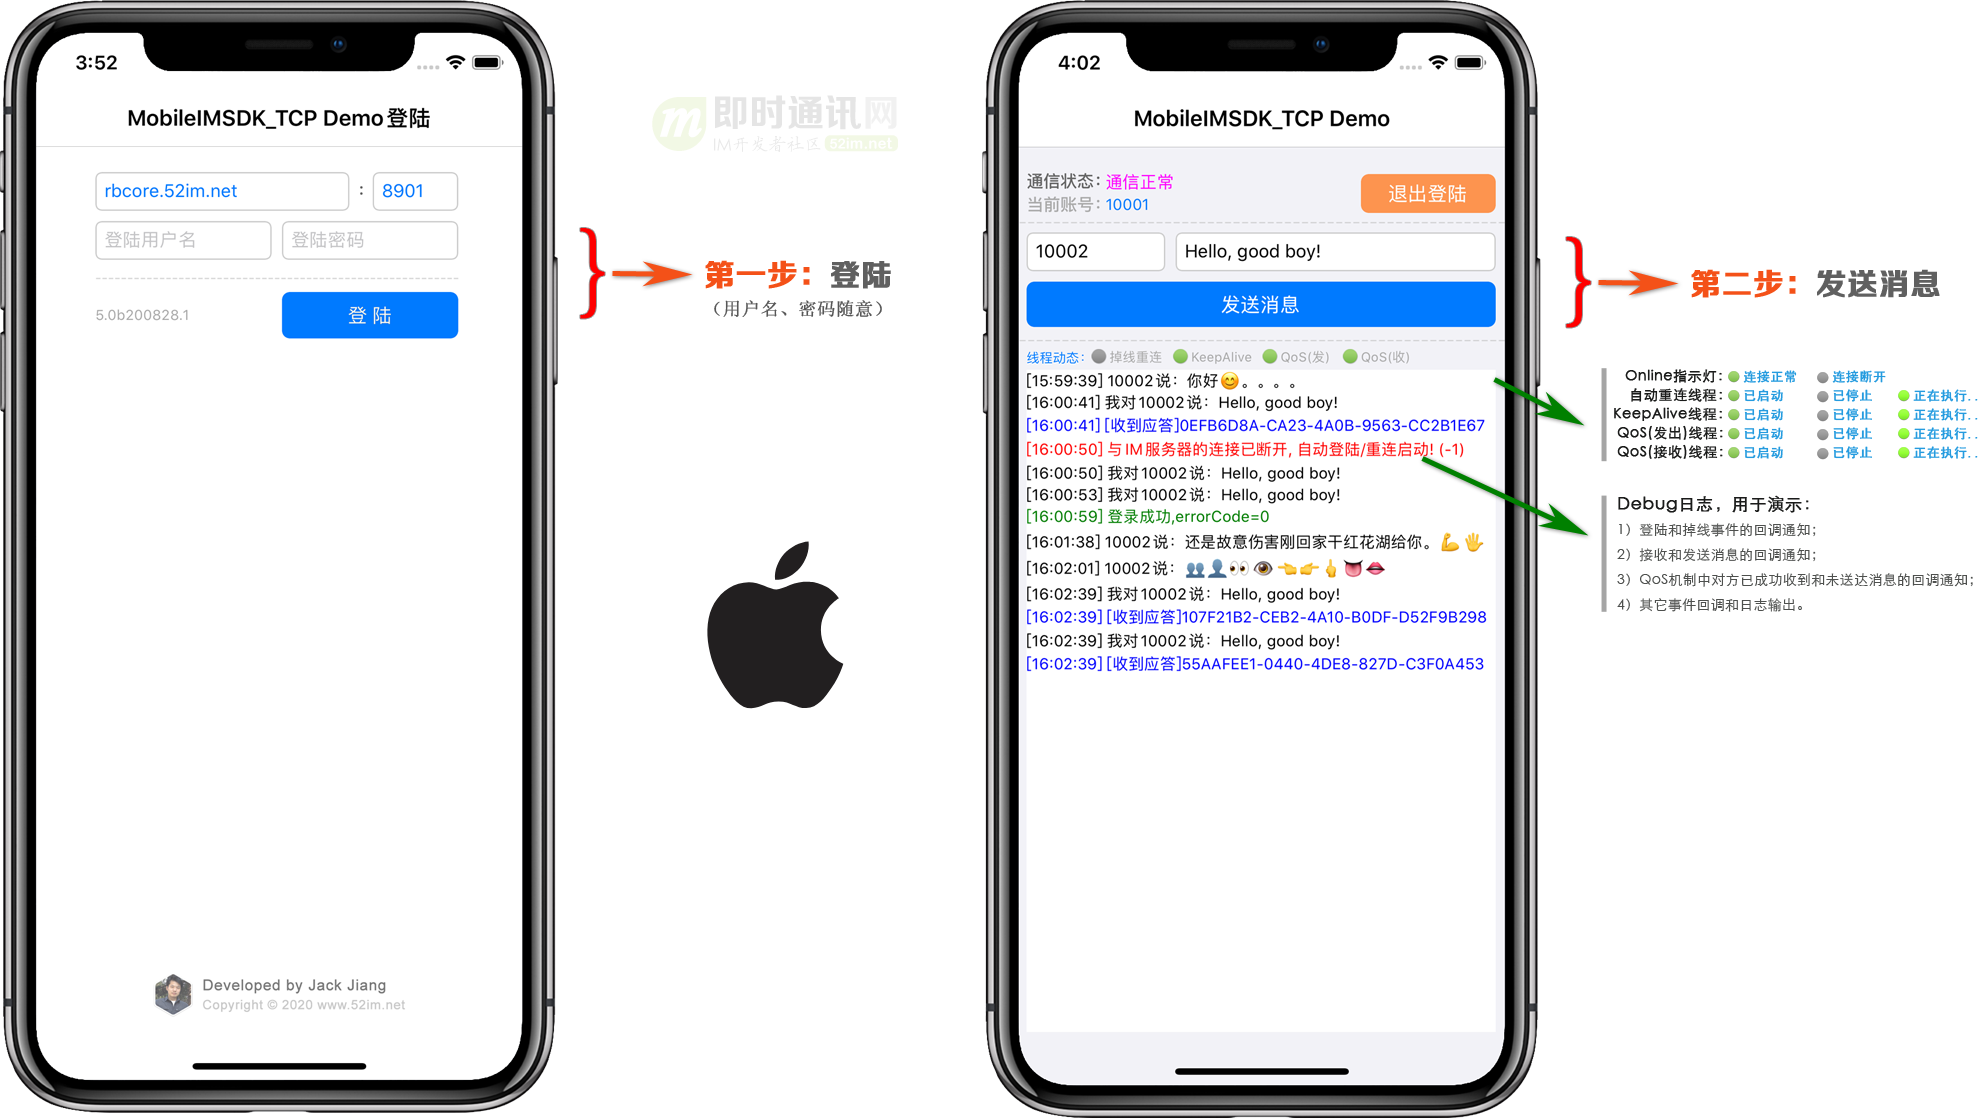 3:52
MobileIMSDK_TCP Demo登陆
rbcore.52im.net : 8901
登陆用户名 登陆密码
5.0b200828.1 登 陆
Developed by Jack Jiang
Copyright © 2020 www.52im.net
m 即时通讯网
IM开发者社区 52im.net
第一步：登陆
（用户名、密码随意）
4:02
MobileIMSDK_TCP Demo
通信状态：通信正常
当前账号：10001
退出登陆
10002 Hello, good boy!
发送消息
线程动态： 掉线重连 KeepAlive QoS(发) QoS(收)
[15:59:39] 10002说：你好😊。。。。
[16:00:41] 我对10002说：Hello, good boy!
[16:00:41] [收到应答]0EFB6D8A-CA23-4A0B-9563-CC2B1E67
[16:00:50] 与IM服务器的连接已断开, 自动登陆/重连启动! (-1)
[16:00:50] 我对10002说：Hello, good boy!
[16:00:53] 我对10002说：Hello, good boy!
[16:00:59] 登录成功,errorCode=0
[16:01:38] 10002说：还是故意伤害刚回家干红花湖给你。💪🖐
[16:02:01] 10002说：👥👤👀👁👈👉👆👅👄
[16:02:39] 我对10002说：Hello, good boy!
[16:02:39] [收到应答]107F21B2-CEB2-4A10-B0DF-D52F9B298
[16:02:39] 我对10002说：Hello, good boy!
[16:02:39] [收到应答]55AAFEE1-0440-4DE8-827D-C3F0A453
第二步：发送消息
Online指示灯： 连接正常 连接断开
自动重连线程： 已启动 已停止 正在执行..
KeepAlive线程： 已启动 已停止 正在执行..
QoS(发出)线程： 已启动 已停止 正在执行..
QoS(接收)线程： 已启动 已停止 正在执行..
Debug日志，用于演示：
1）登陆和掉线事件的回调通知；
2）接收和发送消息的回调通知；
3）QoS机制中对方已成功收到和未送达消息的回调通知；
4）其它事件回调和日志输出。